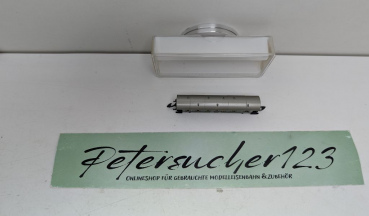 Petersucher123
ONLINESHOP FÜR GEBRAUCHTE MODELLEISENBAHN & ZUBEHÖR